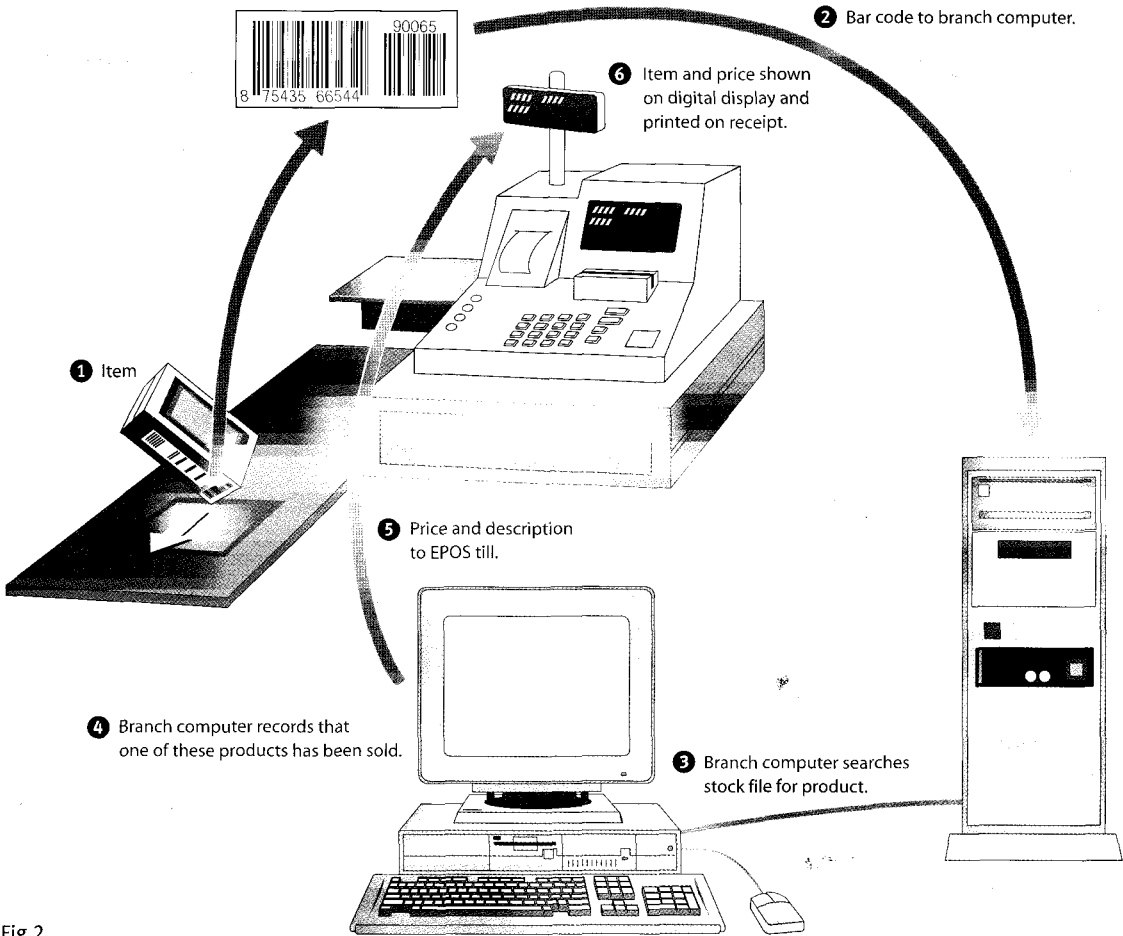 2 Bar code to branch computer.
90065
8 75435 66544
6 Item and price shown
on digital display and
printed on receipt.
1 Item
5 Price and description
to EPOS till.
4 Branch computer records that
one of these products has been sold.
3 Branch computer searches
stock file for product.
Fig 2